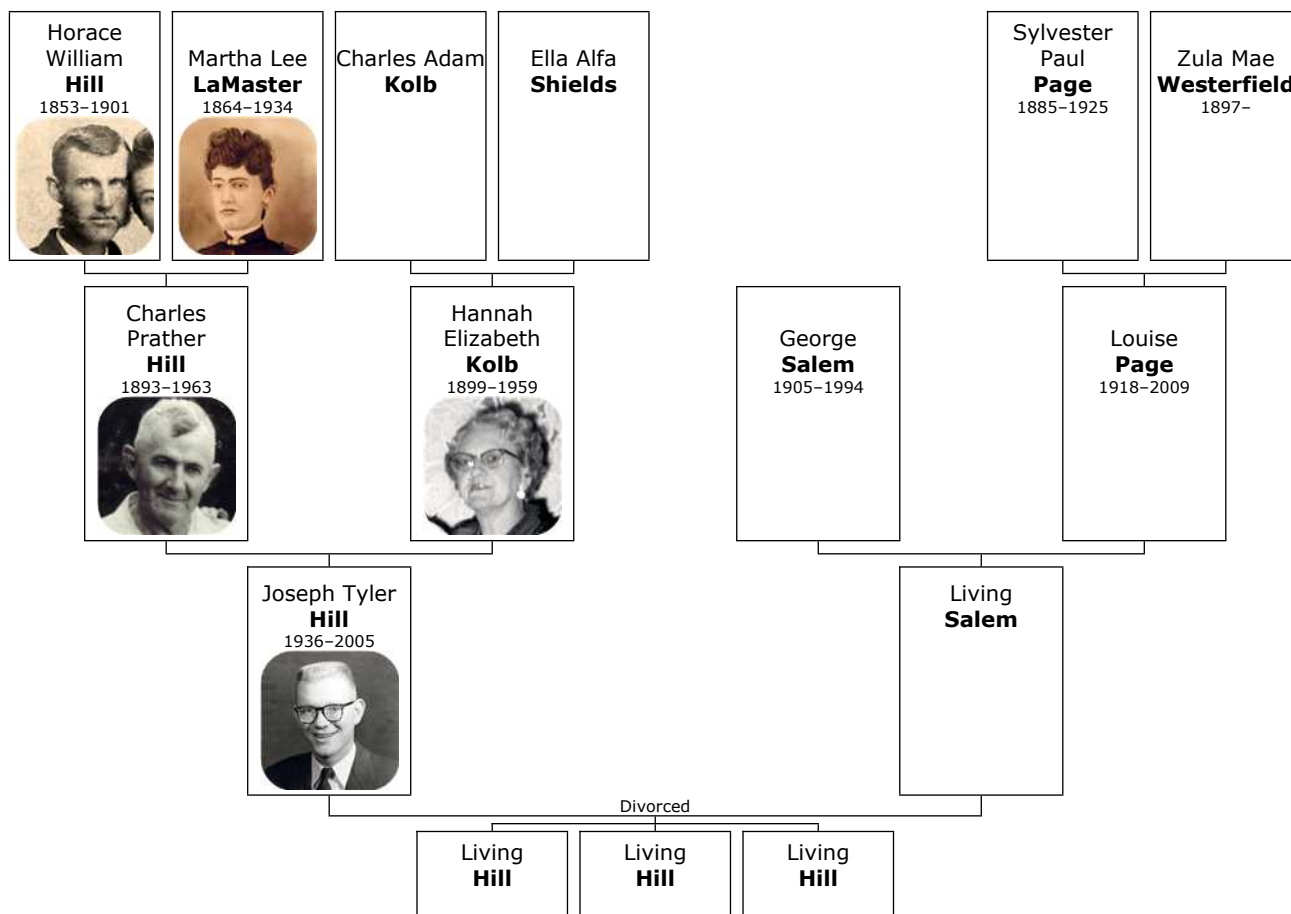 Horace
William
Hill
1853–1901
Martha Lee
LaMaster
1864–1934
Charles Adam
Kolb
Ella Alfa
Shields
Sylvester
Paul
Page
1885–1925
Zula Mae
Westerfield
1897–
Charles
Prather
Hill
1893–1963
Hannah
Elizabeth
Kolb
1899–1959
George
Salem
1905–1994
Louise
Page
1918–2009
Joseph Tyler
Hill
1936–2005
Living
Salem
Divorced
Living
Hill
Living
Hill
Living
Hill